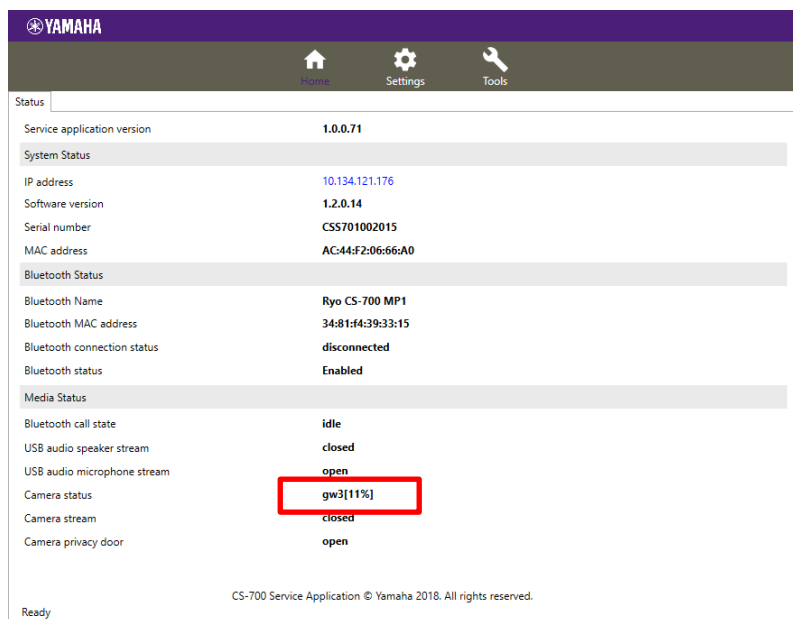 YAMAHA
Home Settings Tools
Status
Service application version 1.0.0.71
System Status
IP address 10.134.121.176
Software version 1.2.0.14
Serial number CSS701002015
MAC address AC:44:F2:06:66:A0
Bluetooth Status
Bluetooth Name Ryo CS-700 MP1
Bluetooth MAC address 34:81:f4:39:33:15
Bluetooth connection status disconnected
Bluetooth status Enabled
Media Status
Bluetooth call state idle
USB audio speaker stream closed
USB audio microphone stream open
Camera status gw3[11%]
Camera stream closed
Camera privacy door open
CS-700 Service Application © Yamaha 2018. All rights reserved.
Ready